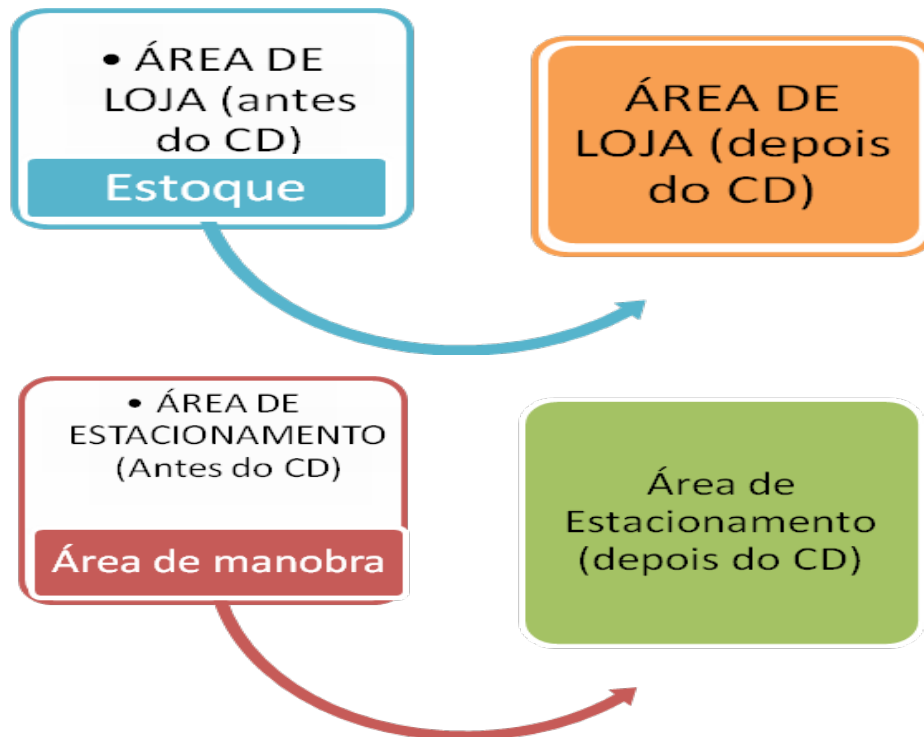 • ÁREA DE
LOJA (antes
do CD)
Estoque
ÁREA DE
LOJA (depois
do CD)
• ÁREA DE
ESTACIONAMENTO
(Antes do CD)
Área de manobra
Área de
Estacionamento
(depois do CD)